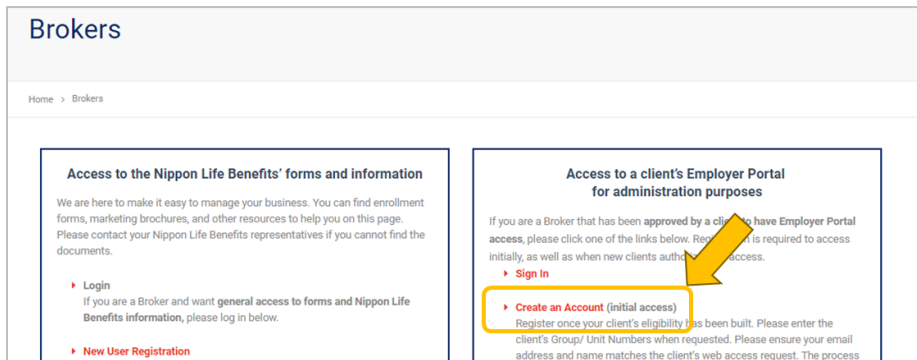 Brokers
Home > Brokers
Access to the Nippon Life Benefits' forms and information
We are here to make it easy to manage your business. You can find enrollment
forms, marketing brochures, and other resources to help you on this page.
Please contact your Nippon Life Benefits representatives if you cannot find the
documents.
Login
If you are a Broker and want general access to forms and Nippon Life
Benefits information, please log in below.
New User Registration
Access to a client's Employer Portal
for administration purposes
If you are a Broker that has been approved by a to have Employer Portal
access, please click one of the links below. is required to access
initially, as well as when new clients access.
Sign In
Create an Account (initial access)
Register once your client's eligibility has been built. Please enter the
client's Group/ Unit Numbers when requested. Please ensure your email
address and name matches the client's web access request. The process